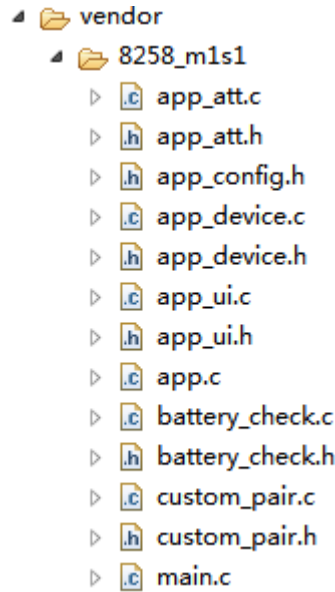 vendor
8258_m1s1
.c app_att.c
.h app_att.h
.h app_config.h
.c app_device.c
.h app_device.h
.c app_ui.c
.h app_ui.h
.c app.c
.c battery_check.c
.h battery_check.h
.c custom_pair.c
.h custom_pair.h
.c main.c